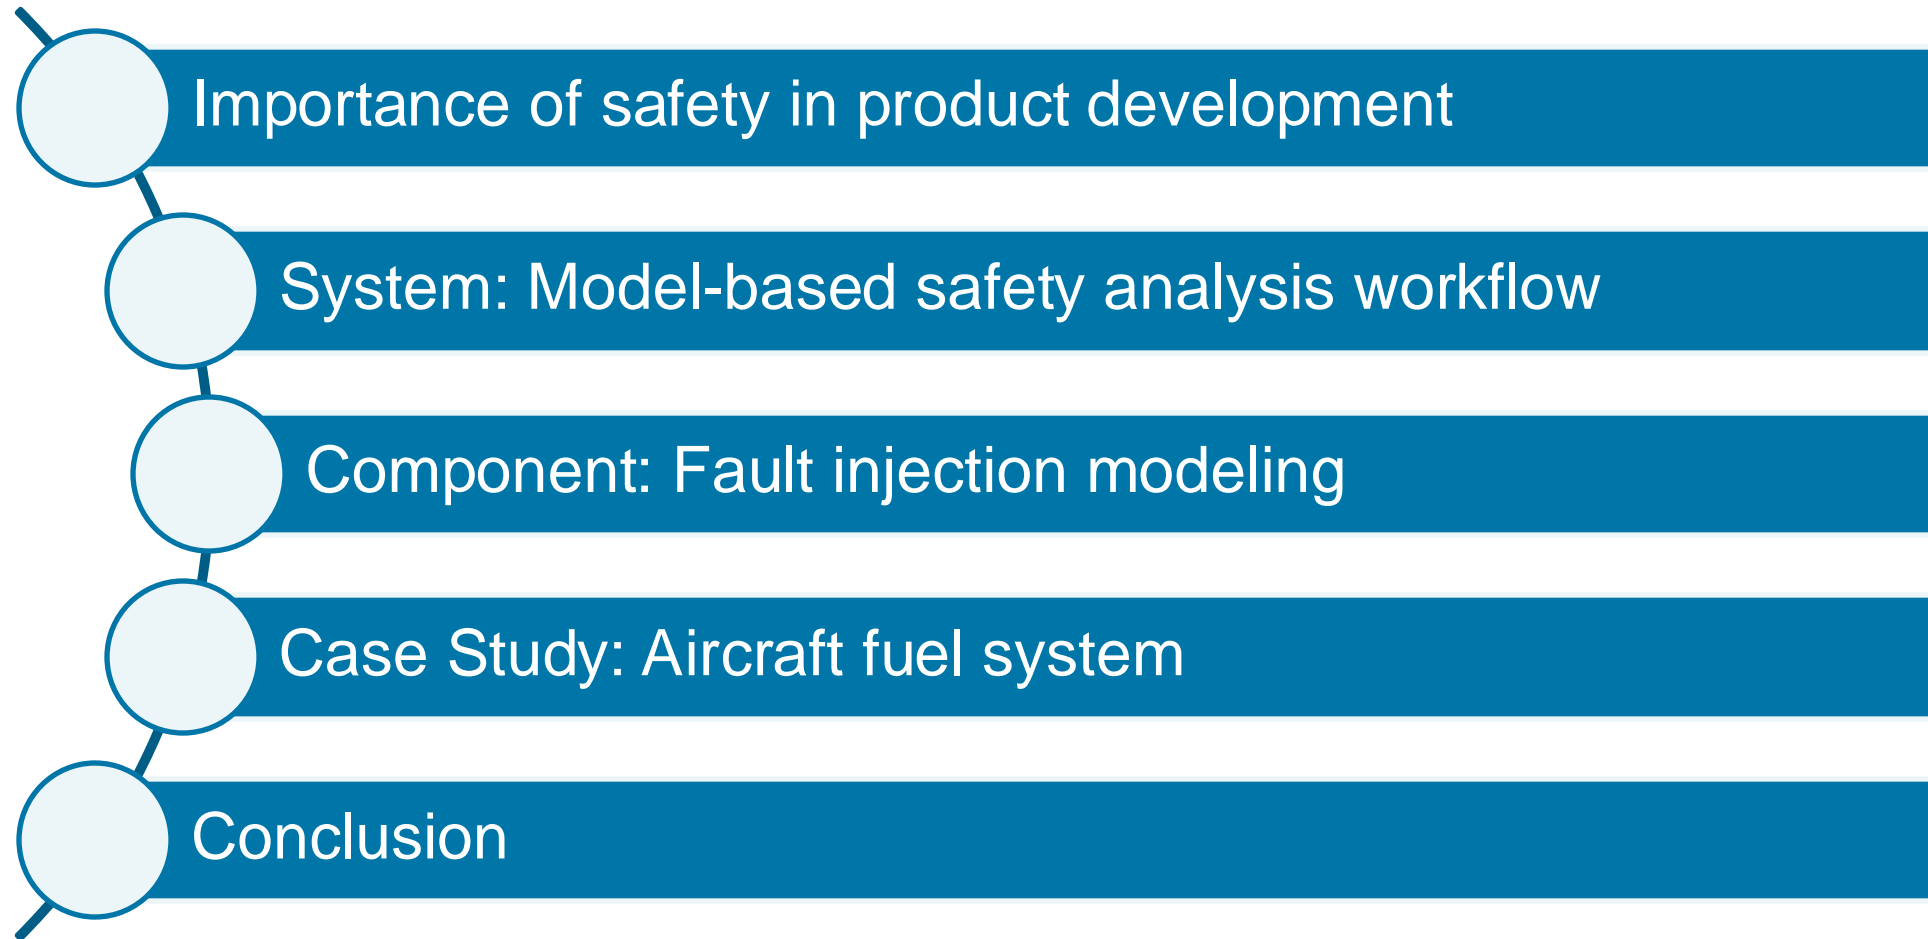 Importance of safety in product development
System: Model-based safety analysis workflow
Component: Fault injection modeling
Case Study: Aircraft fuel system
Conclusion